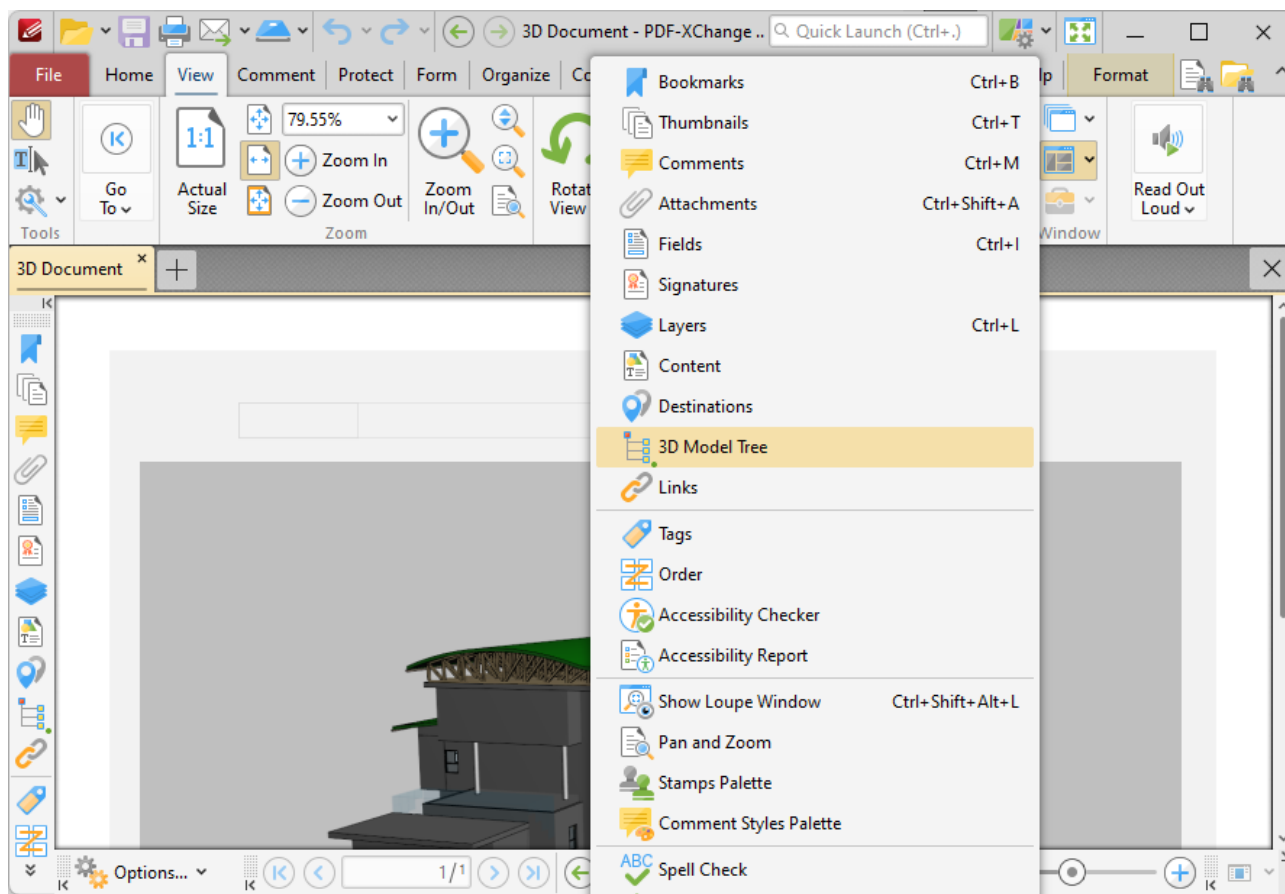 3D Document - PDF-XChange ..
Quick Launch (Ctrl+.)
File Home View Comment Protect Form Organize Format
79.55%
1:1
Zoom In
Zoom Out
Go To
Actual Size
Zoom In/Out
View
Read Out Loud
Tools
Zoom
Window
3D Document
Bookmarks Ctrl+B
Thumbnails Ctrl+T
Comments Ctrl+M
Attachments Ctrl+Shift+A
Fields Ctrl+I
Signatures
Layers Ctrl+L
Content
Destinations
3D Model Tree
Links
Tags
Order
Accessibility Checker
Accessibility Report
Show Loupe Window Ctrl+Shift+Alt+L
Pan and Zoom
Stamps Palette
Comment Styles Palette
ABC Spell Check
Options... 1/1